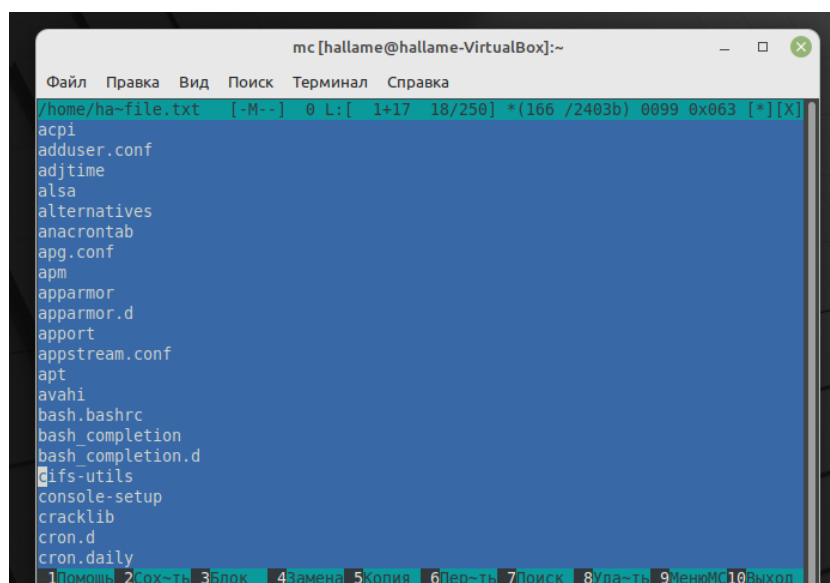 mc [hallame@hallame-VirtualBox]:~
Файл Правка Вид Поиск Терминал Справка
/home/ha~file.txt [-M--] 0 L:[ 1+17 18/250] *(166 /2403b) 0099 0x063 [*][X]
acpi
adduser.conf
adjtime
alsa
alternatives
anacrontab
apg.conf
apm
apparmor
apparmor.d
apport
appstream.conf
apt
avahi
bash.bashrc
bash_completion
bash_completion.d
cifs-utils
console-setup
cracklib
cron.d
cron.daily
1Помощь 2Сох~ть 3Блок 4Замена 5Копия 6Пер~ть 7Поиск 8Уда~ть 9МенюMC 10Выход